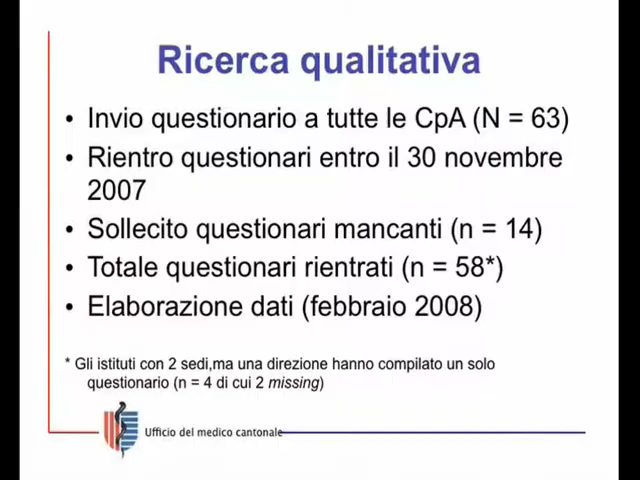 Ricerca qualitativa
• Invio questionario a tutte le CpA (N = 63)
• Rientro questionari entro il 30 novembre
2007
• Sollecito questionari mancanti (n = 14)
• Totale questionari rientrati (n = 58*)
• Elaborazione dati (febbraio 2008)
* Gli istituti con 2 sedi,ma una direzione hanno compilato un solo
questionario (n = 4 di cui 2 missing)
Ufficio del medico cantonale